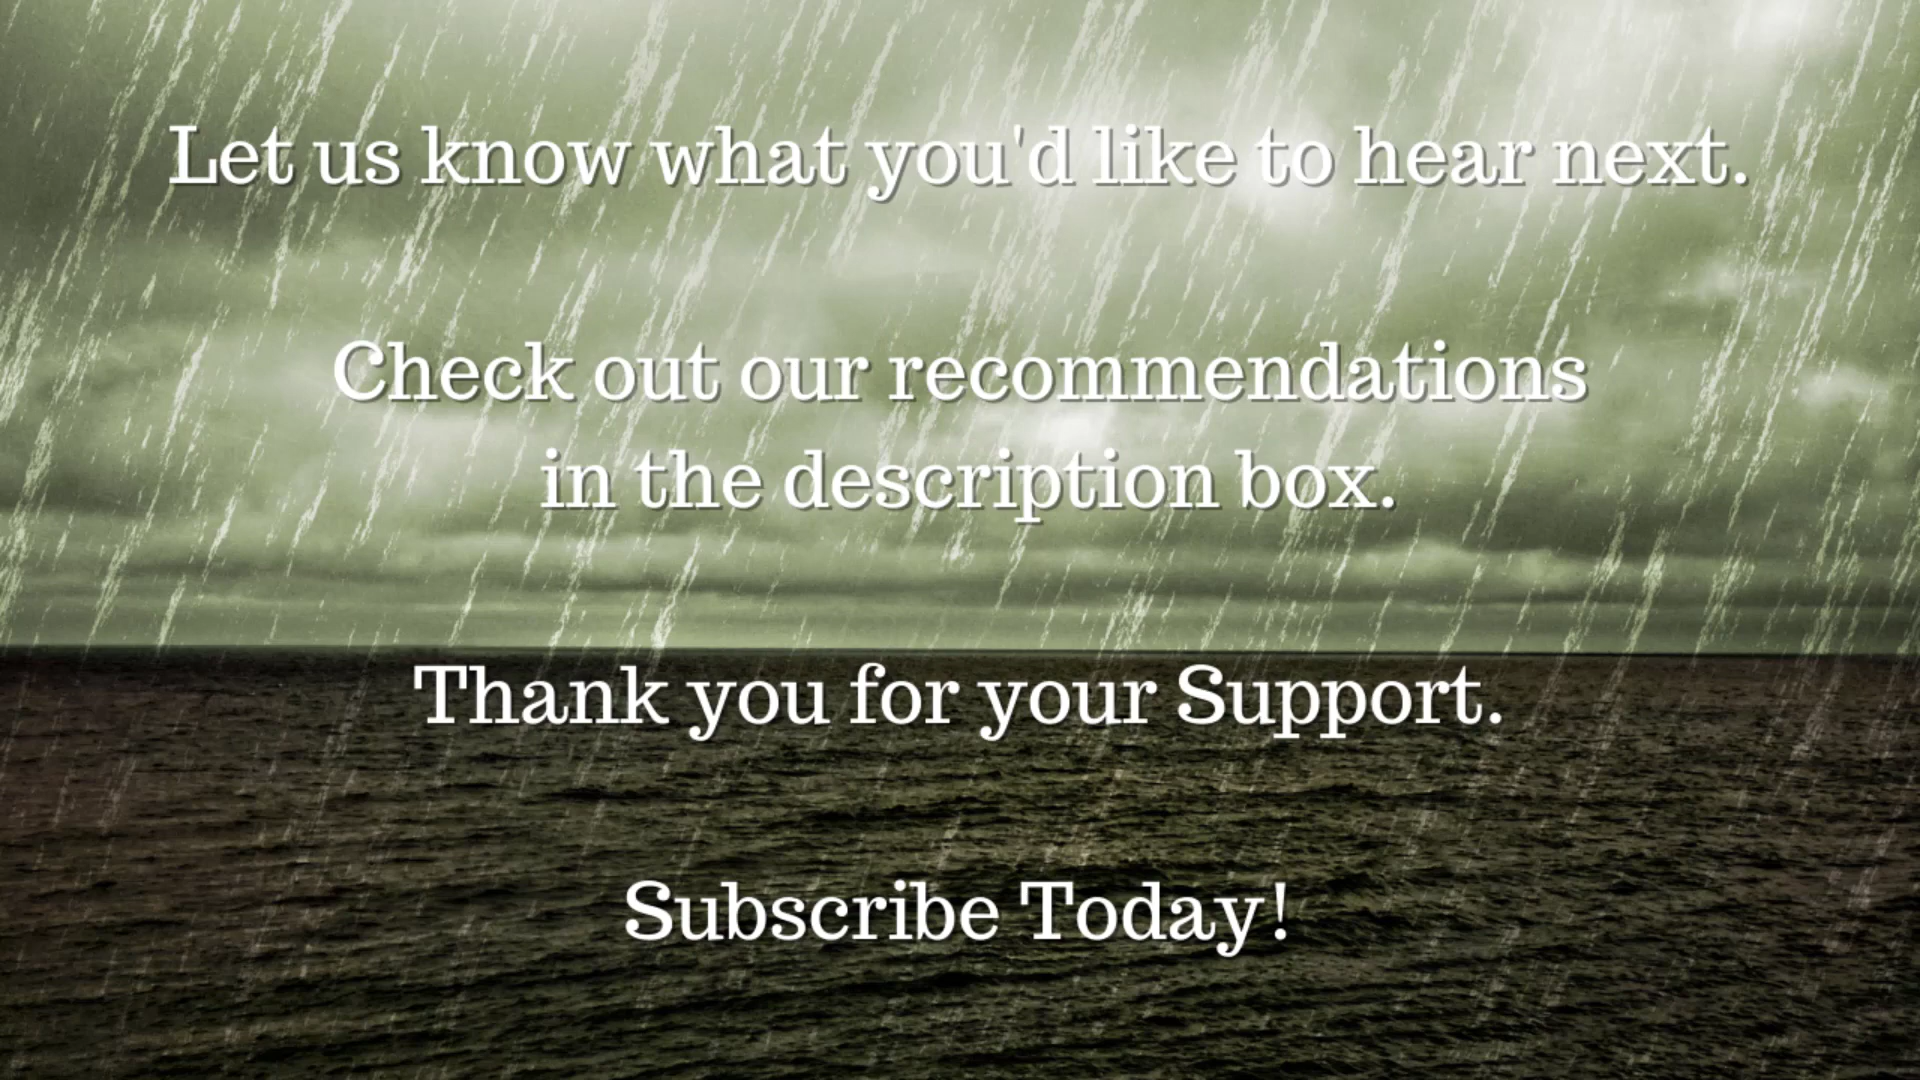 Let us know what you'd like to hear next.
Check out our recommendations
in the description box.
Thank you for your Support.
Subscribe Today!